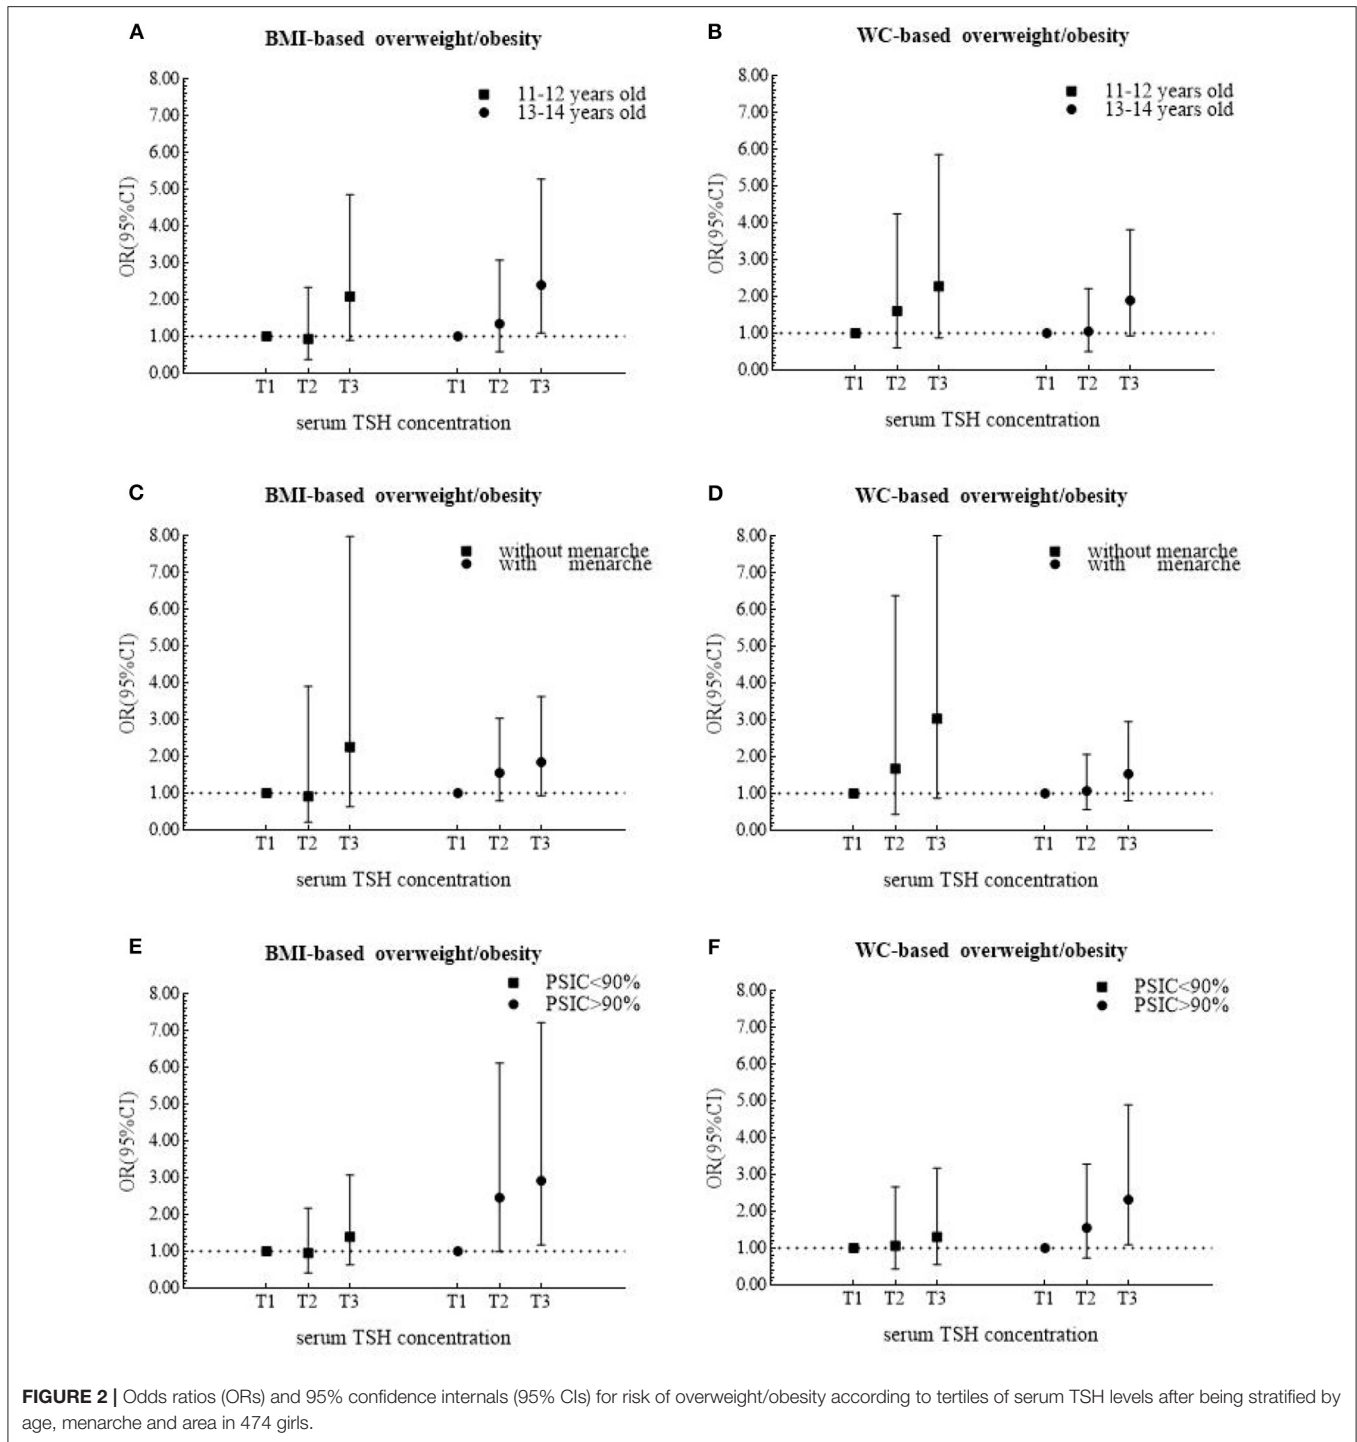 A
BMI-based overweight/obesity
8.00
7.00
6.00
5.00
4.00
3.00
2.00
1.00
0.00
OR(95%CI)
11-12 years old
13-14 years old
T1 T2 T3 T1 T2 T3
serum TSH concentration
B
WC-based overweight/obesity
8.00
7.00
6.00
5.00
4.00
3.00
2.00
1.00
0.00
OR(95%CI)
11-12 years old
13-14 years old
T1 T2 T3 T1 T2 T3
serum TSH concentration
C
BMI-based overweight/obesity
8.00
7.00
6.00
5.00
4.00
3.00
2.00
1.00
0.00
OR(95%CI)
without menarche
with menarche
T1 T2 T3 T1 T2 T3
serum TSH concentration
D
WC-based overweight/obesity
8.00
7.00
6.00
5.00
4.00
3.00
2.00
1.00
0.00
OR(95%CI)
without menarche
with menarche
T1 T2 T3 T1 T2 T3
serum TSH concentration
E
BMI-based overweight/obesity
8.00
7.00
6.00
5.00
4.00
3.00
2.00
1.00
0.00
OR(95%CI)
PSIC<90%
PSIC>90%
T1 T2 T3 T1 T2 T3
serum TSH concentration
F
WC-based overweight/obesity
8.00
7.00
6.00
5.00
4.00
3.00
2.00
1.00
0.00
OR(95%CI)
PSIC<90%
PSIC>90%
T1 T2 T3 T1 T2 T3
serum TSH concentration
FIGURE 2 | Odds ratios (ORs) and 95% confidence internals (95% CIs) for risk of overweight/obesity according to tertiles of serum TSH levels after being stratified by
age, menarche and area in 474 girls.